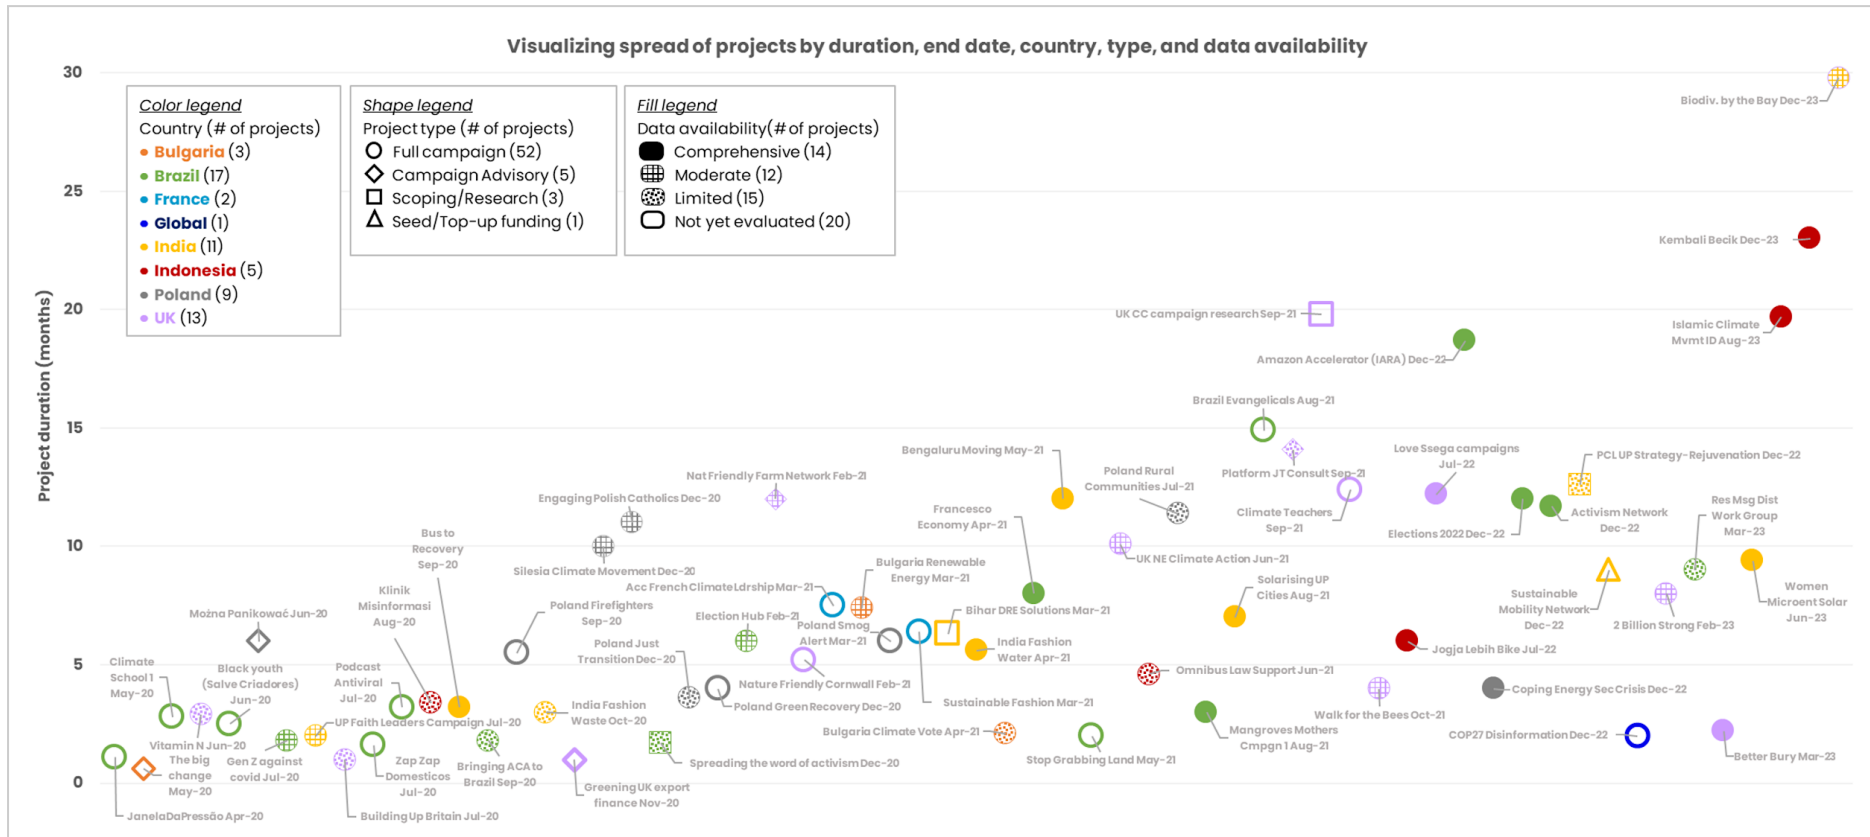 Visualizing spread of projects by duration, end date, country, type, and data availability
Project duration (months)
30
25
20
15
10
5
0
Color legend
Country (# of projects)
Bulgaria (3)
Brazil (17)
France (2)
Global (1)
India (11)
Indonesia (5)
Poland (9)
UK (13)
Shape legend
Project type (# of projects)
Full campaign (52)
Campaign Advisory (5)
Scoping/Research (3)
Seed/Top-up funding (1)
Fill legend
Data availability(# of projects)
Comprehensive (14)
Moderate (12)
Limited (15)
Not yet evaluated (20)
Biodiv. by the Bay Dec-23
Kembali Becik Dec-23
UK CC campaign research Sep-21
Islamic Climate
Mvmt ID Aug-23
Amazon Accelerator (IARA) Dec-22
Brazil Evangelicals Aug-21
Bengaluru Moving May-21
Love Ssega campaigns
Jul-22
PCL UP Strategy-Rejuvenation Dec-22
Platform JT Consult Sep-21
Poland Rural
Communities Jul-21
Nat Friendly Farm Network Feb-21
Engaging Polish Catholics Dec-20
Francesco
Economy Apr-21
Climate Teachers
Sep-21
Elections 2022 Dec-22
Activism Network
Dec-22
Res Msg Dist
Work Group
Mar-23
Bus to
Recovery
Sep-20
Silesia Climate Movement Dec-20
UK NE Climate Action Jun-21
Acc French Climate Ldrship Mar-21
Bulgaria Renewable
Energy Mar-21
Solarising UP
Cities Aug-21
Klinik
Misinformasi
Aug-20
Można Panikować Jun-20
Poland Firefighters
Sep-20
Election Hub Feb-21
Poland Smog
Alert Mar-21
Bihar DRE Solutions Mar-21
Sustainable
Mobility Network
Dec-22
2 Billion Strong Feb-23
Women
Microent Solar
Jun-23
Poland Just
Transition Dec-20
India Fashion
Water Apr-21
Jogja Lebih Bike Jul-22
Climate
School 1
May-20
Black youth
(Salve Criadores)
Jun-20
Podcast
Antiviral
Jul-20
Nature Friendly Cornwall Feb-21
Omnibus Law Support Jun-21
Coping Energy Sec Crisis Dec-22
India Fashion
Waste Oct-20
Poland Green Recovery Dec-20
Sustainable Fashion Mar-21
Walk for the Bees Oct-21
UP Faith Leaders Campaign Jul-20
Bulgaria Climate Vote Apr-21
Mangroves Mothers
Cmpgn 1 Aug-21
COP27 Disinformation Dec-22
Vitamin N Jun-20
The big
change
May-20
Gen Z against
covid Jul-20
Zap Zap
Domesticos
Jul-20
Bringing ACA to
Brazil Sep-20
Spreading the word of activism Dec-20
Stop Grabbing Land May-21
Better Bury Mar-23
Greening UK export
finance Nov-20
JanelaDaPressão Apr-20
Building Up Britain Jul-20